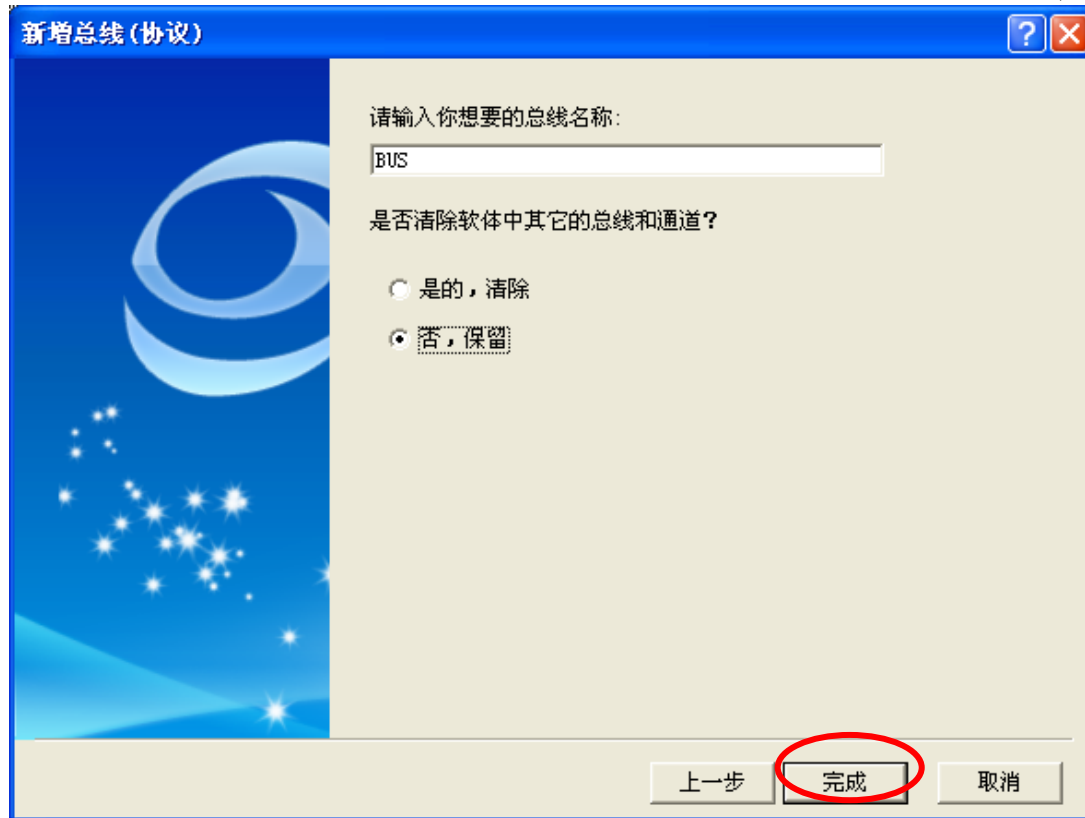 新增总线(协议)
请输入你想要的总线名称:
BUS
是否清除软体中其它的总线和通道?
是的,清除
否,保留
上一步 完成 取消